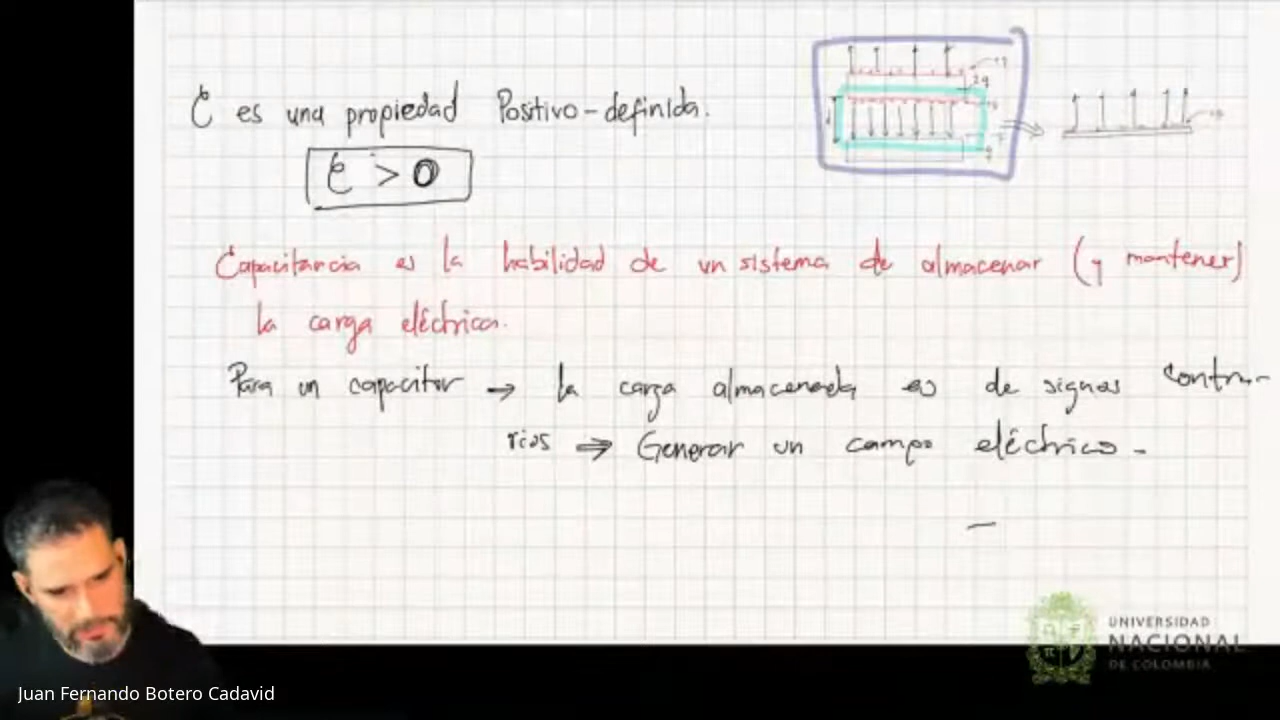 C es una propiedad Positivo-definida.
C > 0
Capacitancia es la habilidad de un sistema de almacenar (y mantener)
la carga eléctrica.
Para un capacitor → la carga almacenada es de signos contra-
rios ⇒ Generar un campo eléctrico.
UNIVERSIDAD
NACIONAL
DE COLOMBIA
Juan Fernando Botero Cadavid